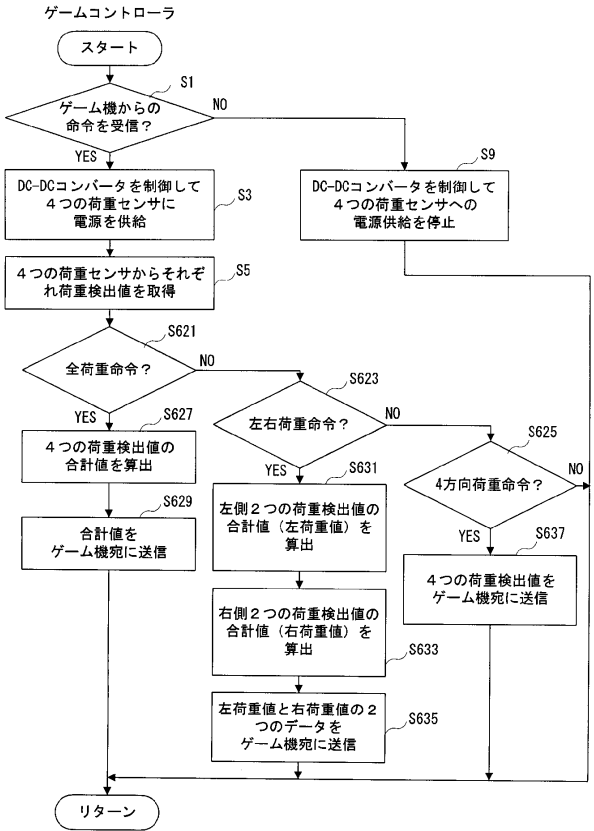 ゲームコントローラ
スタート
S1
ゲーム機からの
命令を受信？
NO
YES
S3
DC-DCコンバータを制御して
４つの荷重センサに
電源を供給
S9
DC-DCコンバータを制御して
４つの荷重センサへの
電源供給を停止
S5
４つの荷重センサからそれぞ
れ荷重検出値を取得
S621
全荷重命令？
NO
YES
S623
左右荷重命令？
NO
YES
S625
4方向荷重命令？
NO
YES
S627
４つの荷重検出値の
合計値を算出
S629
合計値を
ゲーム機宛に送信
S631
左側２つの荷重検出値の
合計値（左荷重値）を
算出
S637
４つの荷重検出値を
ゲーム機宛に送信
右側２つの荷重検出値の
合計値（右荷重値）を
算出
S633
左荷重値と右荷重値の２
つのデータを
ゲーム機宛に送信
S635
リターン